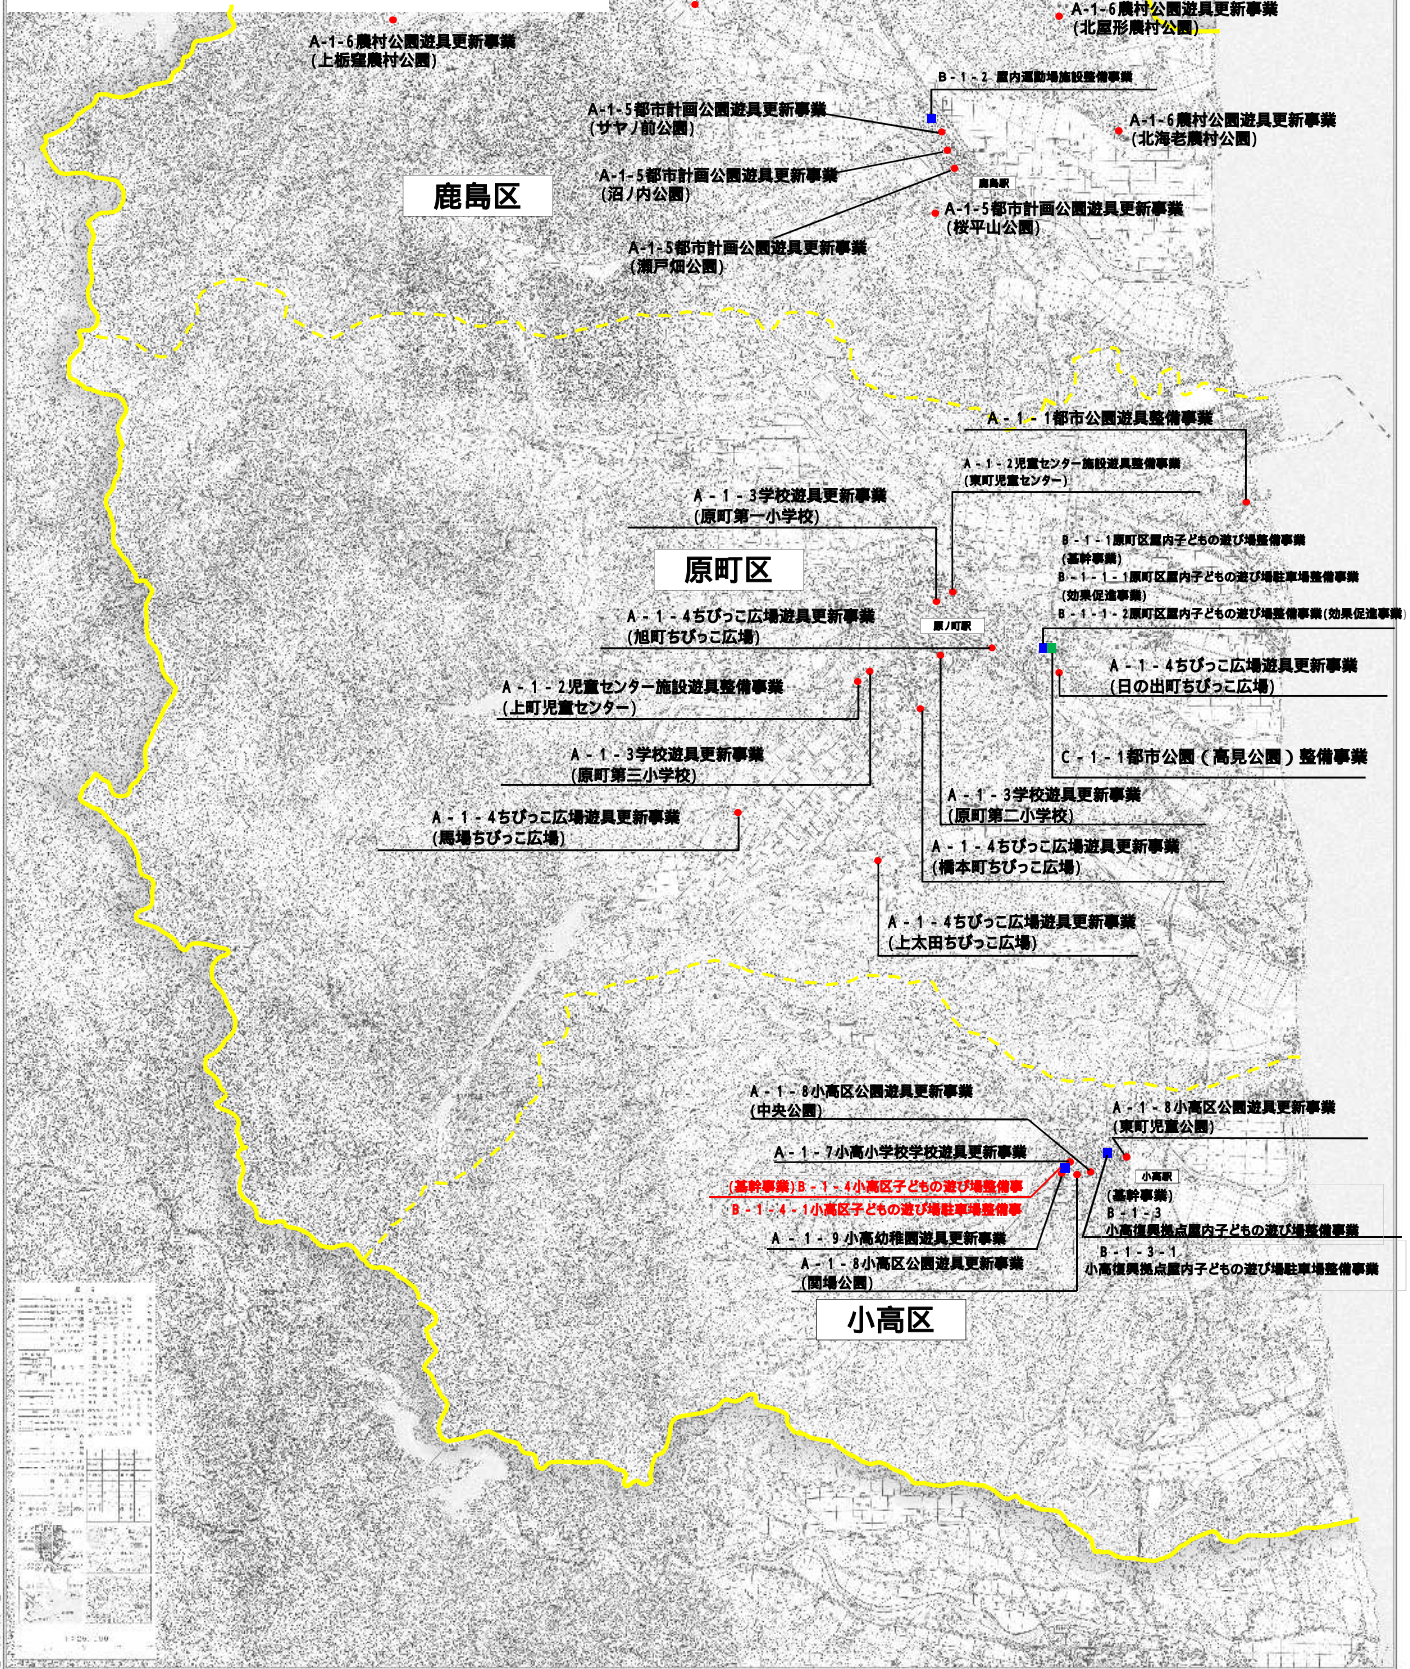 A-1-6農村公園遊具更新事業
(北屋形農村公園)
A-1-6農村公園遊具更新事業
(上栃窪農村公園)
B-1-2 屋内運動場施設整備事業
A-1-5都市計画公園遊具更新事業
(サヤノ前公園)
A-1-6農村公園遊具更新事業
(北海老農村公園)
A-1-5都市計画公園遊具更新事業
(沼ノ内公園)
鹿島駅
鹿島区
A-1-5都市計画公園遊具更新事業
(桜平山公園)
A-1-5都市計画公園遊具更新事業
(瀬戸畑公園)
A-1-1都市公園遊具整備事業
A-1-2児童センター施設遊具整備事業
(東町児童センター)
A-1-3学校遊具更新事業
(原町第一小学校)
B-1-1原町区屋内子どもの遊び場整備事業
(基幹事業)
B-1-1-1原町区屋内子どもの遊び場駐車場整備事業
(効果促進事業)
B-1-1-2原町区屋内子どもの遊び場整備事業(効果促進事業)
原町区
A-1-4ちびっこ広場遊具更新事業
(旭町ちびっこ広場)
原ノ町駅
A-1-4ちびっこ広場遊具更新事業
(日の出町ちびっこ広場)
A-1-2児童センター施設遊具整備事業
(上町児童センター)
A-1-3学校遊具更新事業
(原町第三小学校)
C-1-1都市公園(高見公園)整備事業
A-1-3学校遊具更新事業
(原町第二小学校)
A-1-4ちびっこ広場遊具更新事業
(馬場ちびっこ広場)
A-1-4ちびっこ広場遊具更新事業
(橋本町ちびっこ広場)
A-1-4ちびっこ広場遊具更新事業
(上太田ちびっこ広場)
A-1-8小高区公園遊具更新事業
(中央公園)
A-1-8小高区公園遊具更新事業
(東町児童公園)
A-1-7小高小学校学校遊具更新事業
小高駅
(基幹事業)B-1-4小高区子どもの遊び場整備事
B-1-4-1小高区子どもの遊び場駐車場整備事
(基幹事業)
B-1-3
小高復興拠点屋内子どもの遊び場整備事業
A-1-9小高幼稚園遊具更新事業
B-1-3-1
小高復興拠点屋内子どもの遊び場駐車場整備事業
A-1-8小高区公園遊具更新事業
(関場公園)
小高区